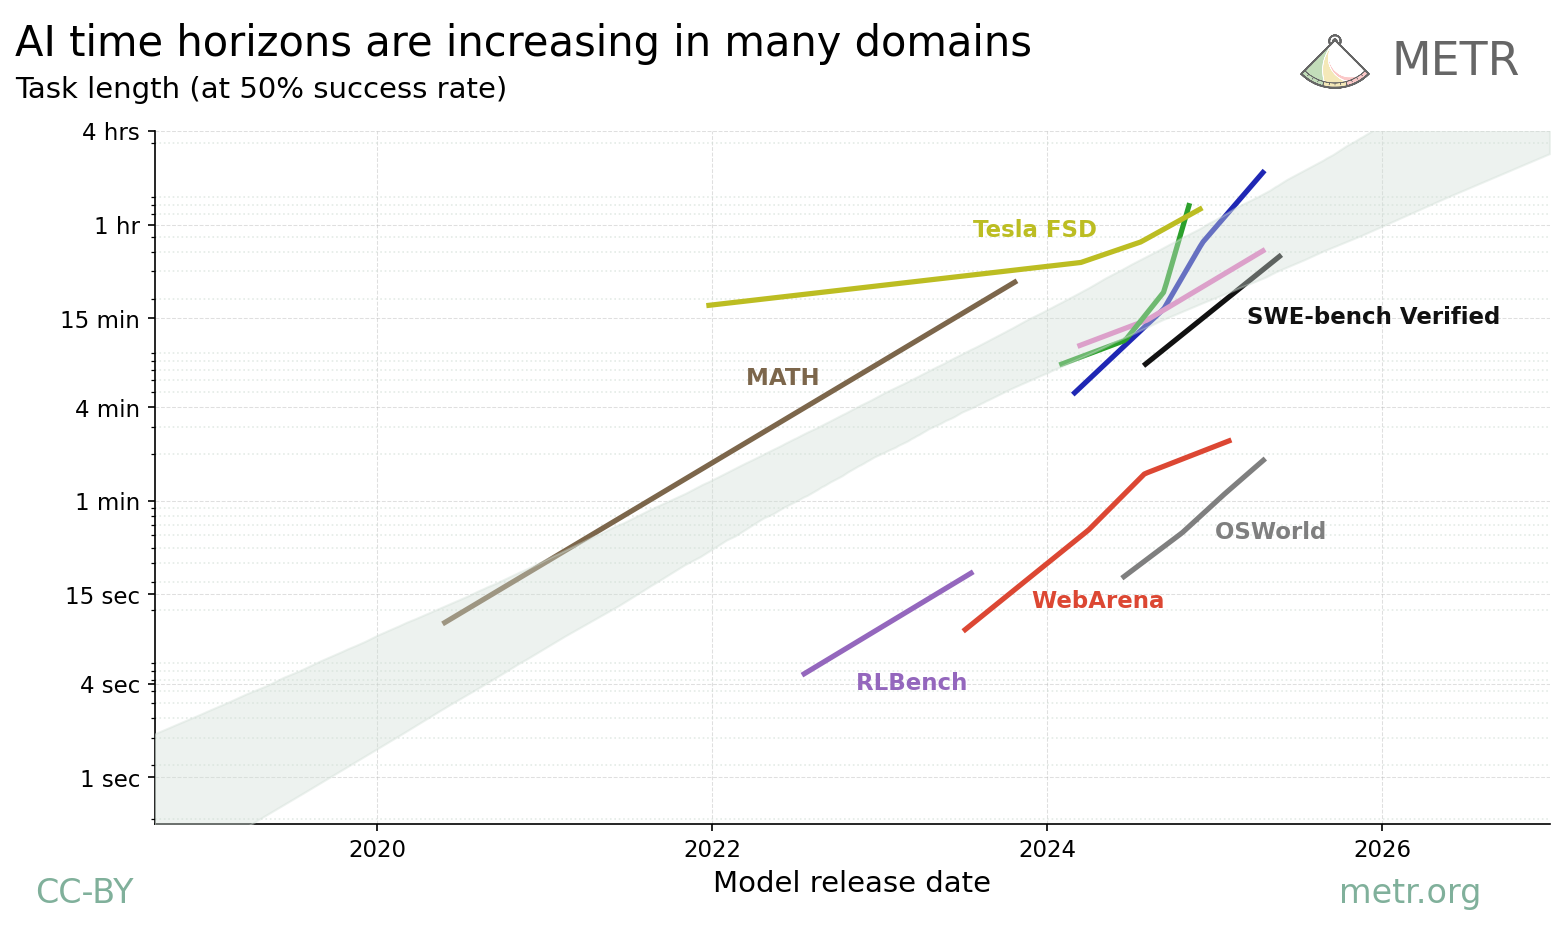 AI time horizons are increasing in many domains
Task length (at 50% success rate)
METR
4 hrs
1 hr
15 min
4 min
1 min
15 sec
4 sec
1 sec
Tesla FSD
MATH
SWE-bench Verified
OSWorld
WebArena
RLBench
2020
2022
2024
2026
Model release date
CC-BY
metr.org